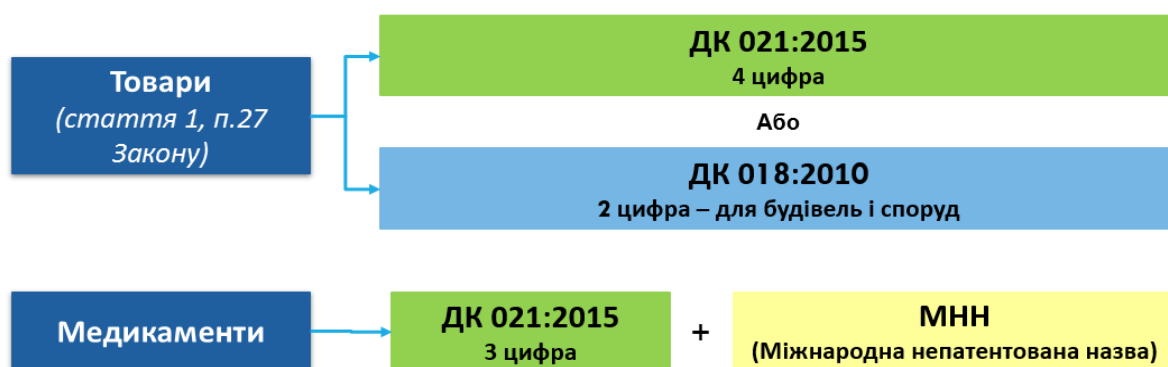 Товари
(стаття 1, п.27
Закону)
ДК 021:2015
4 цифра
Або
ДК 018:2010
2 цифра – для будівель і споруд
Медикаменти
ДК 021:2015
3 цифра
+
МНН
(Міжнародна непатентована назва)